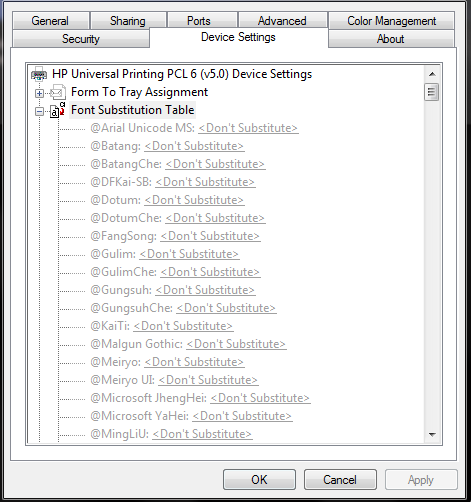 General Sharing Ports Advanced Color Management
Security Device Settings About
HP Universal Printing PCL 6 (v5.0) Device Settings
Form To Tray Assignment
Font Substitution Table
@Arial Unicode MS: <Don't Substitute>
@Batang: <Don't Substitute>
@BatangChe: <Don't Substitute>
@DFKai-SB: <Don't Substitute>
@Dotum: <Don't Substitute>
@DotumChe: <Don't Substitute>
@FangSong: <Don't Substitute>
@Gulim: <Don't Substitute>
@GulimChe: <Don't Substitute>
@Gungsuh: <Don't Substitute>
@GungsuhChe: <Don't Substitute>
@KaiTi: <Don't Substitute>
@Malgun Gothic: <Don't Substitute>
@Meiryo: <Don't Substitute>
@Meiryo UI: <Don't Substitute>
@Microsoft JhengHei: <Don't Substitute>
@Microsoft YaHei: <Don't Substitute>
@MingLiU: <Don't Substitute>
OK Cancel Apply